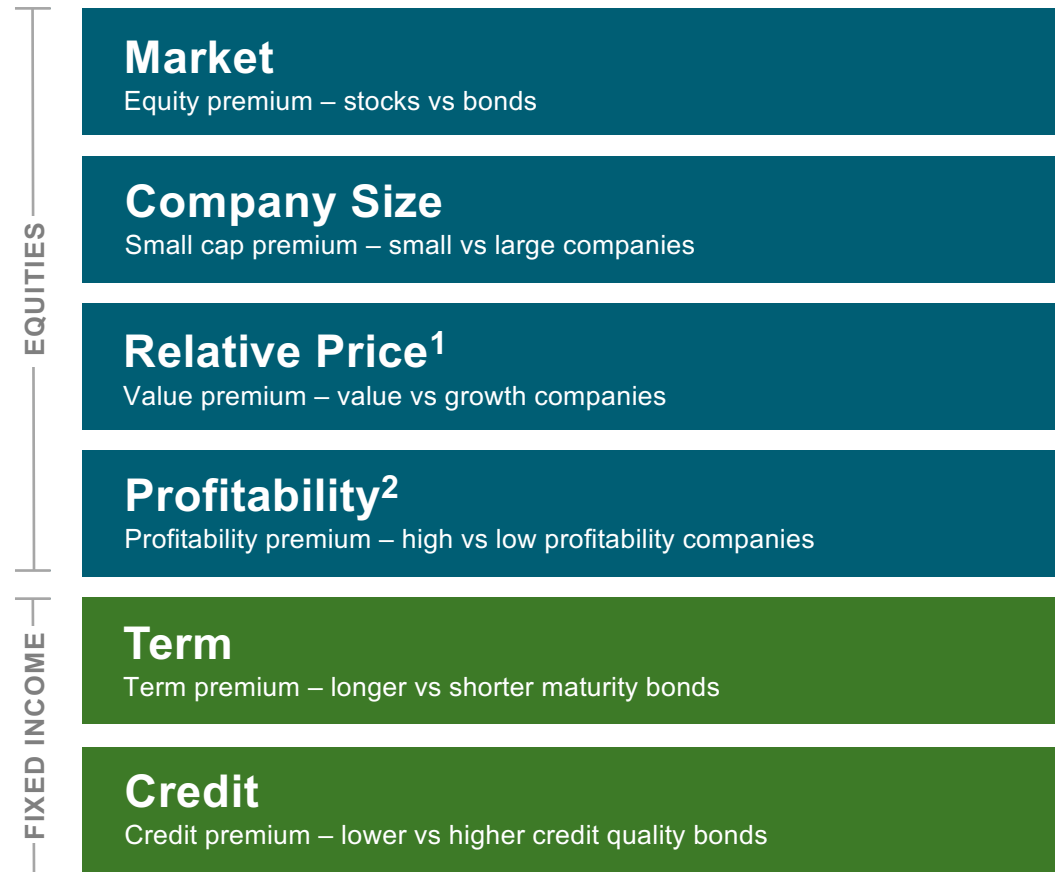 EQUITIES
Market
Equity premium – stocks vs bonds
Company Size
Small cap premium – small vs large companies
Relative Price¹
Value premium – value vs growth companies
Profitability²
Profitability premium – high vs low profitability companies
FIXED INCOME
Term
Term premium – longer vs shorter maturity bonds
Credit
Credit premium – lower vs higher credit quality bonds